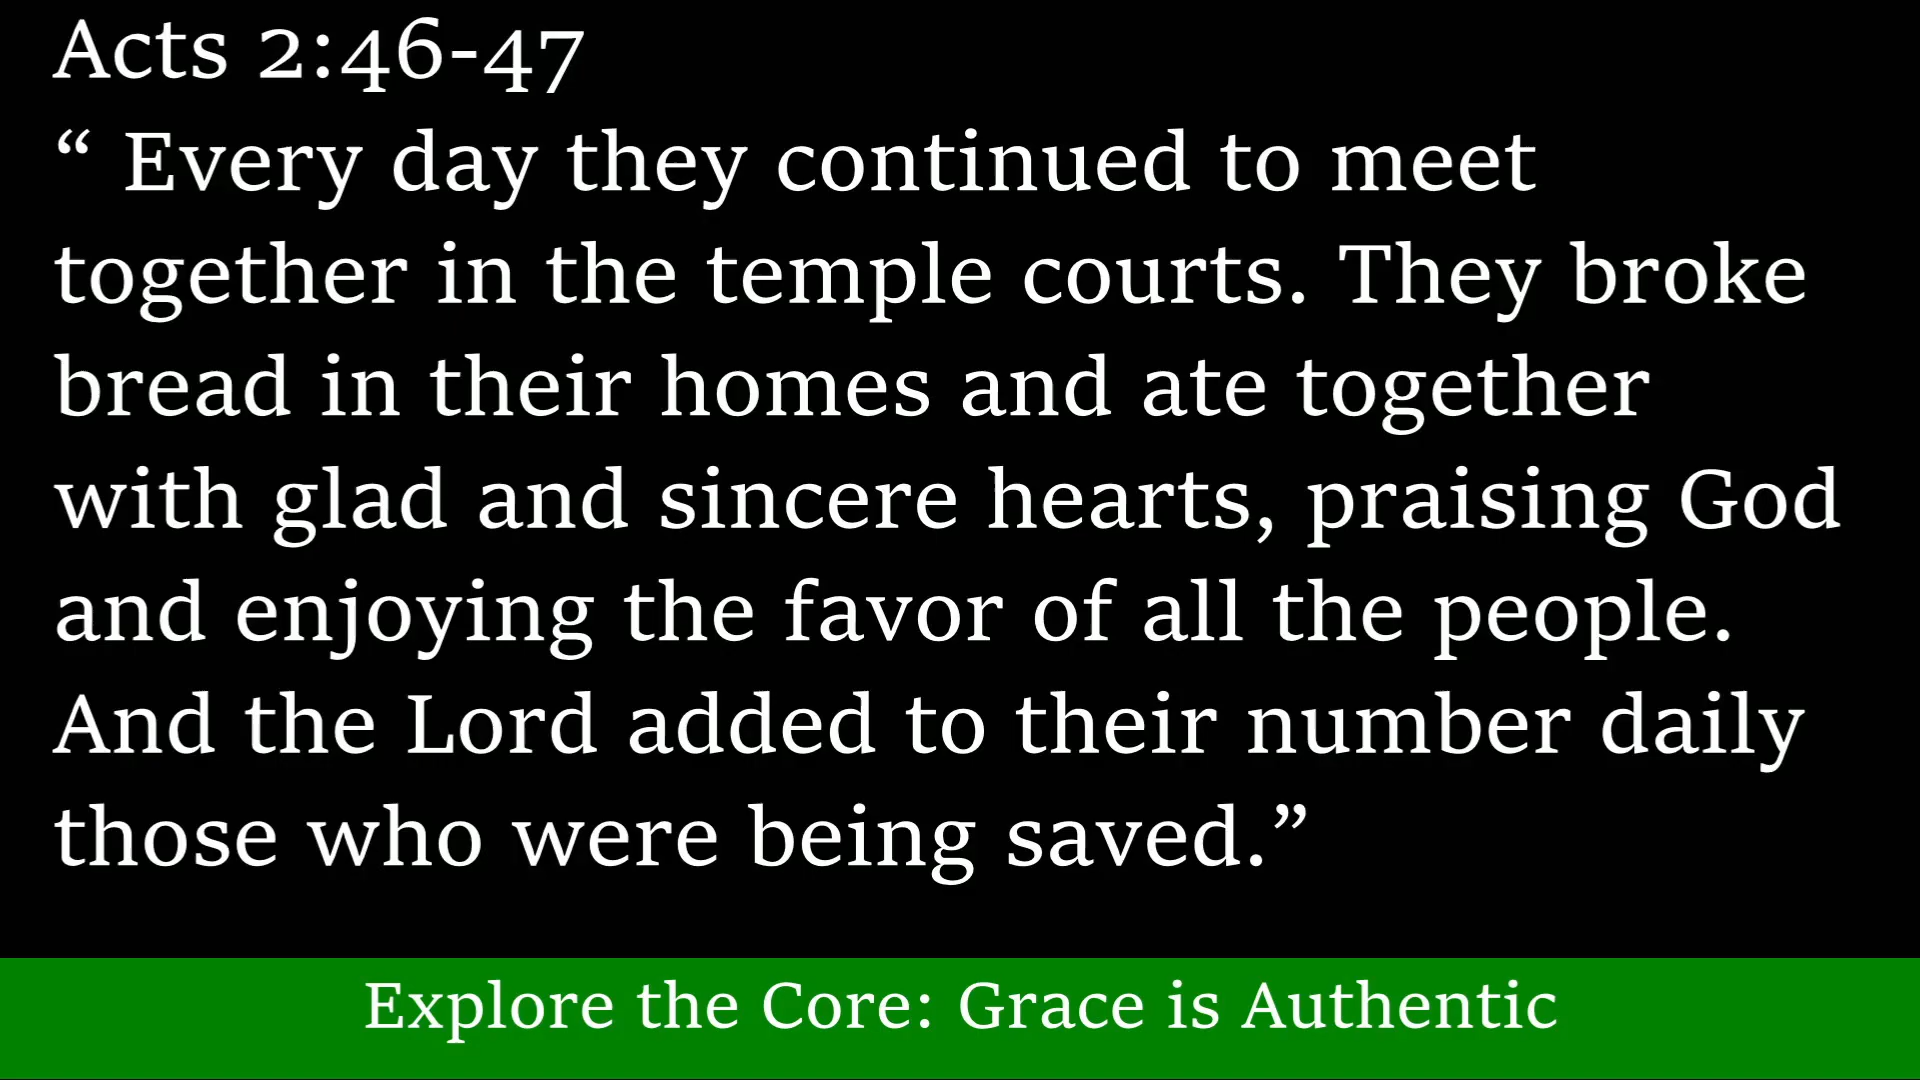 Acts 2:46-47
“ Every day they continued to meet
together in the temple courts. They broke
bread in their homes and ate together
with glad and sincere hearts, praising God
and enjoying the favor of all the people.
And the Lord added to their number daily
those who were being saved.”
Explore the Core: Grace is Authentic